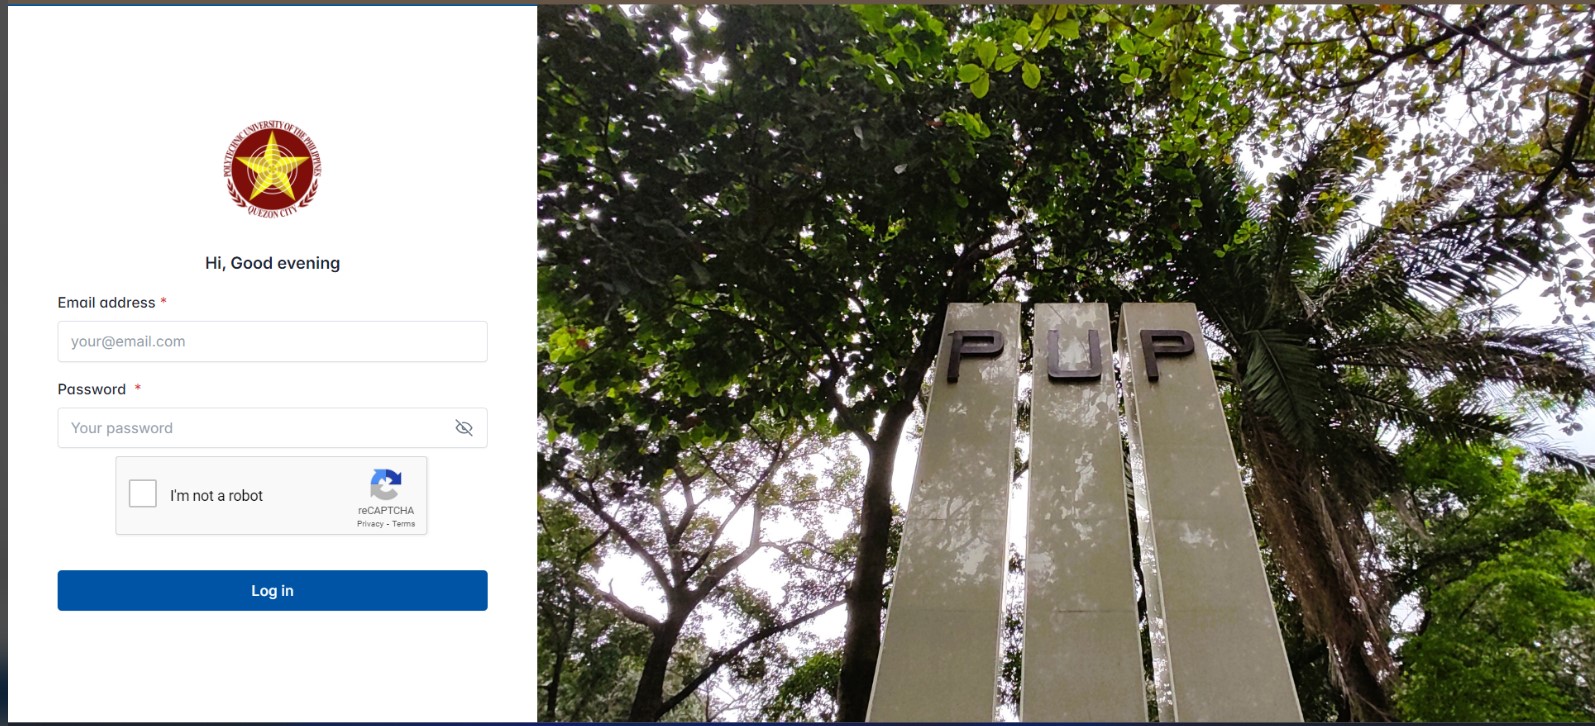 POLYTECHNIC UNIVERSITY OF THE PHILIPPINES
QUEZON CITY
Hi, Good evening
Email address *
your@email.com
Password *
Your password
I'm not a robot
reCAPTCHA
Privacy - Terms
Log in
P U P